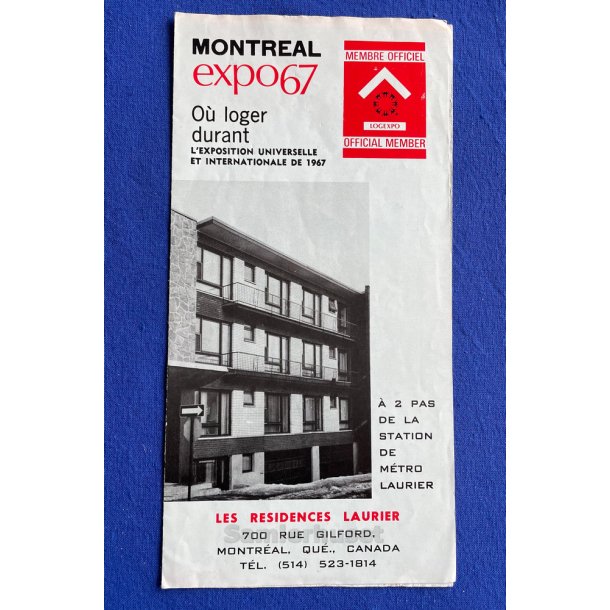 MONTREAL
expo67
Où loger
durant
L'EXPOSITION UNIVERSELLE
ET INTERNATIONALE DE 1967
MEMBRE OFFICIEL
LOGEXPO
OFFICIAL MEMBER
À 2 PAS
DE LA
STATION
DE
MÉTRO
LAURIER
LES RESIDENCES LAURIER
Samlerhuset
700 RUE GILFORD,
MONTRÉAL, QUÉ., CANADA
TÉL. (514) 523-1814